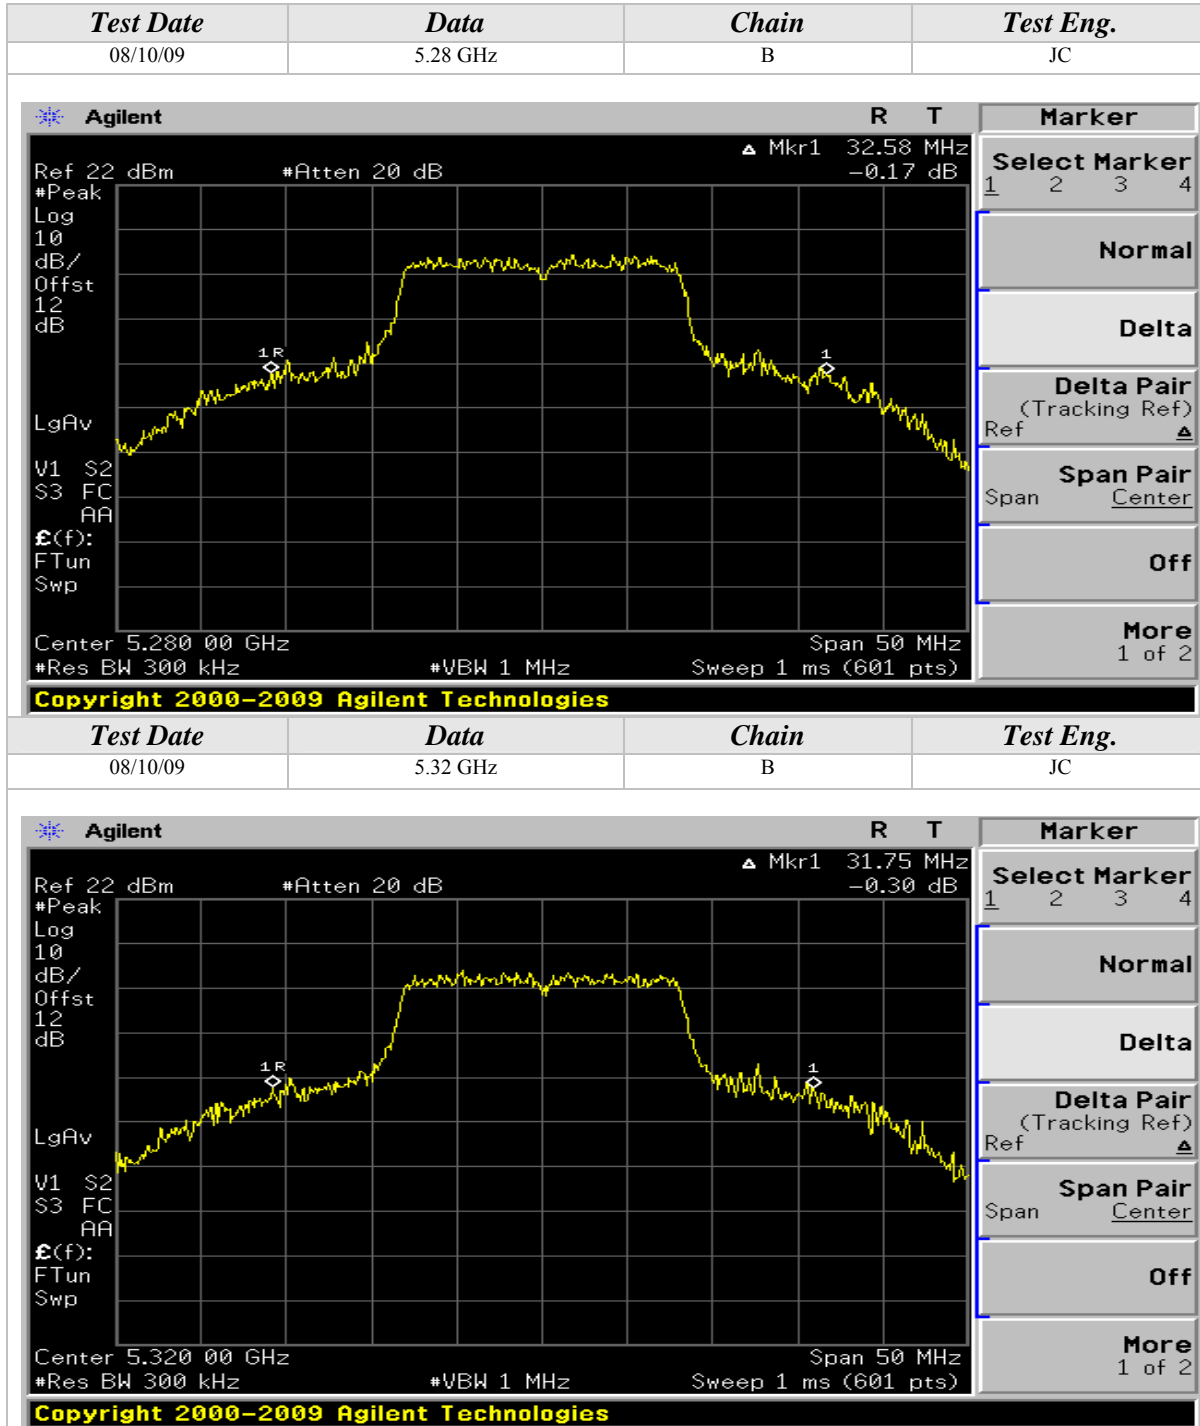 Test Date Data Chain Test Eng.
08/10/09 5.28 GHz B JC
Agilent R T Marker
Δ Mkr1 32.58 MHz
Ref 22 dBm #Atten 20 dB -0.17 dB
#Peak
Log
10
dB/
Offst
12
dB
1R
1
LgAv
V1 S2
S3 FC
AA
£(f):
FTun
Swp
Center 5.280 00 GHz Span 50 MHz
#Res BW 300 kHz #VBW 1 MHz Sweep 1 ms (601 pts)
Select Marker
1 2 3 4
Normal
Delta
Delta Pair
(Tracking Ref)
Ref Δ
Span Pair
Span Center
Off
More
1 of 2
Copyright 2000-2009 Agilent Technologies
Test Date Data Chain Test Eng.
08/10/09 5.32 GHz B JC
Agilent R T Marker
Δ Mkr1 31.75 MHz
Ref 22 dBm #Atten 20 dB -0.30 dB
#Peak
Log
10
dB/
Offst
12
dB
1R
1
LgAv
V1 S2
S3 FC
AA
£(f):
FTun
Swp
Center 5.320 00 GHz Span 50 MHz
#Res BW 300 kHz #VBW 1 MHz Sweep 1 ms (601 pts)
Select Marker
1 2 3 4
Normal
Delta
Delta Pair
(Tracking Ref)
Ref Δ
Span Pair
Span Center
Off
More
1 of 2
Copyright 2000-2009 Agilent Technologies